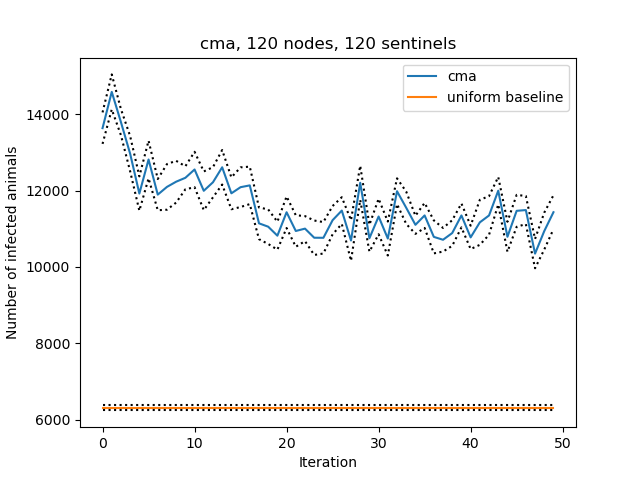 cma, 120 nodes, 120 sentinels
cma
uniform baseline
Number of infected animals
14000
12000
10000
8000
6000
0 10 20 30 40 50
Iteration